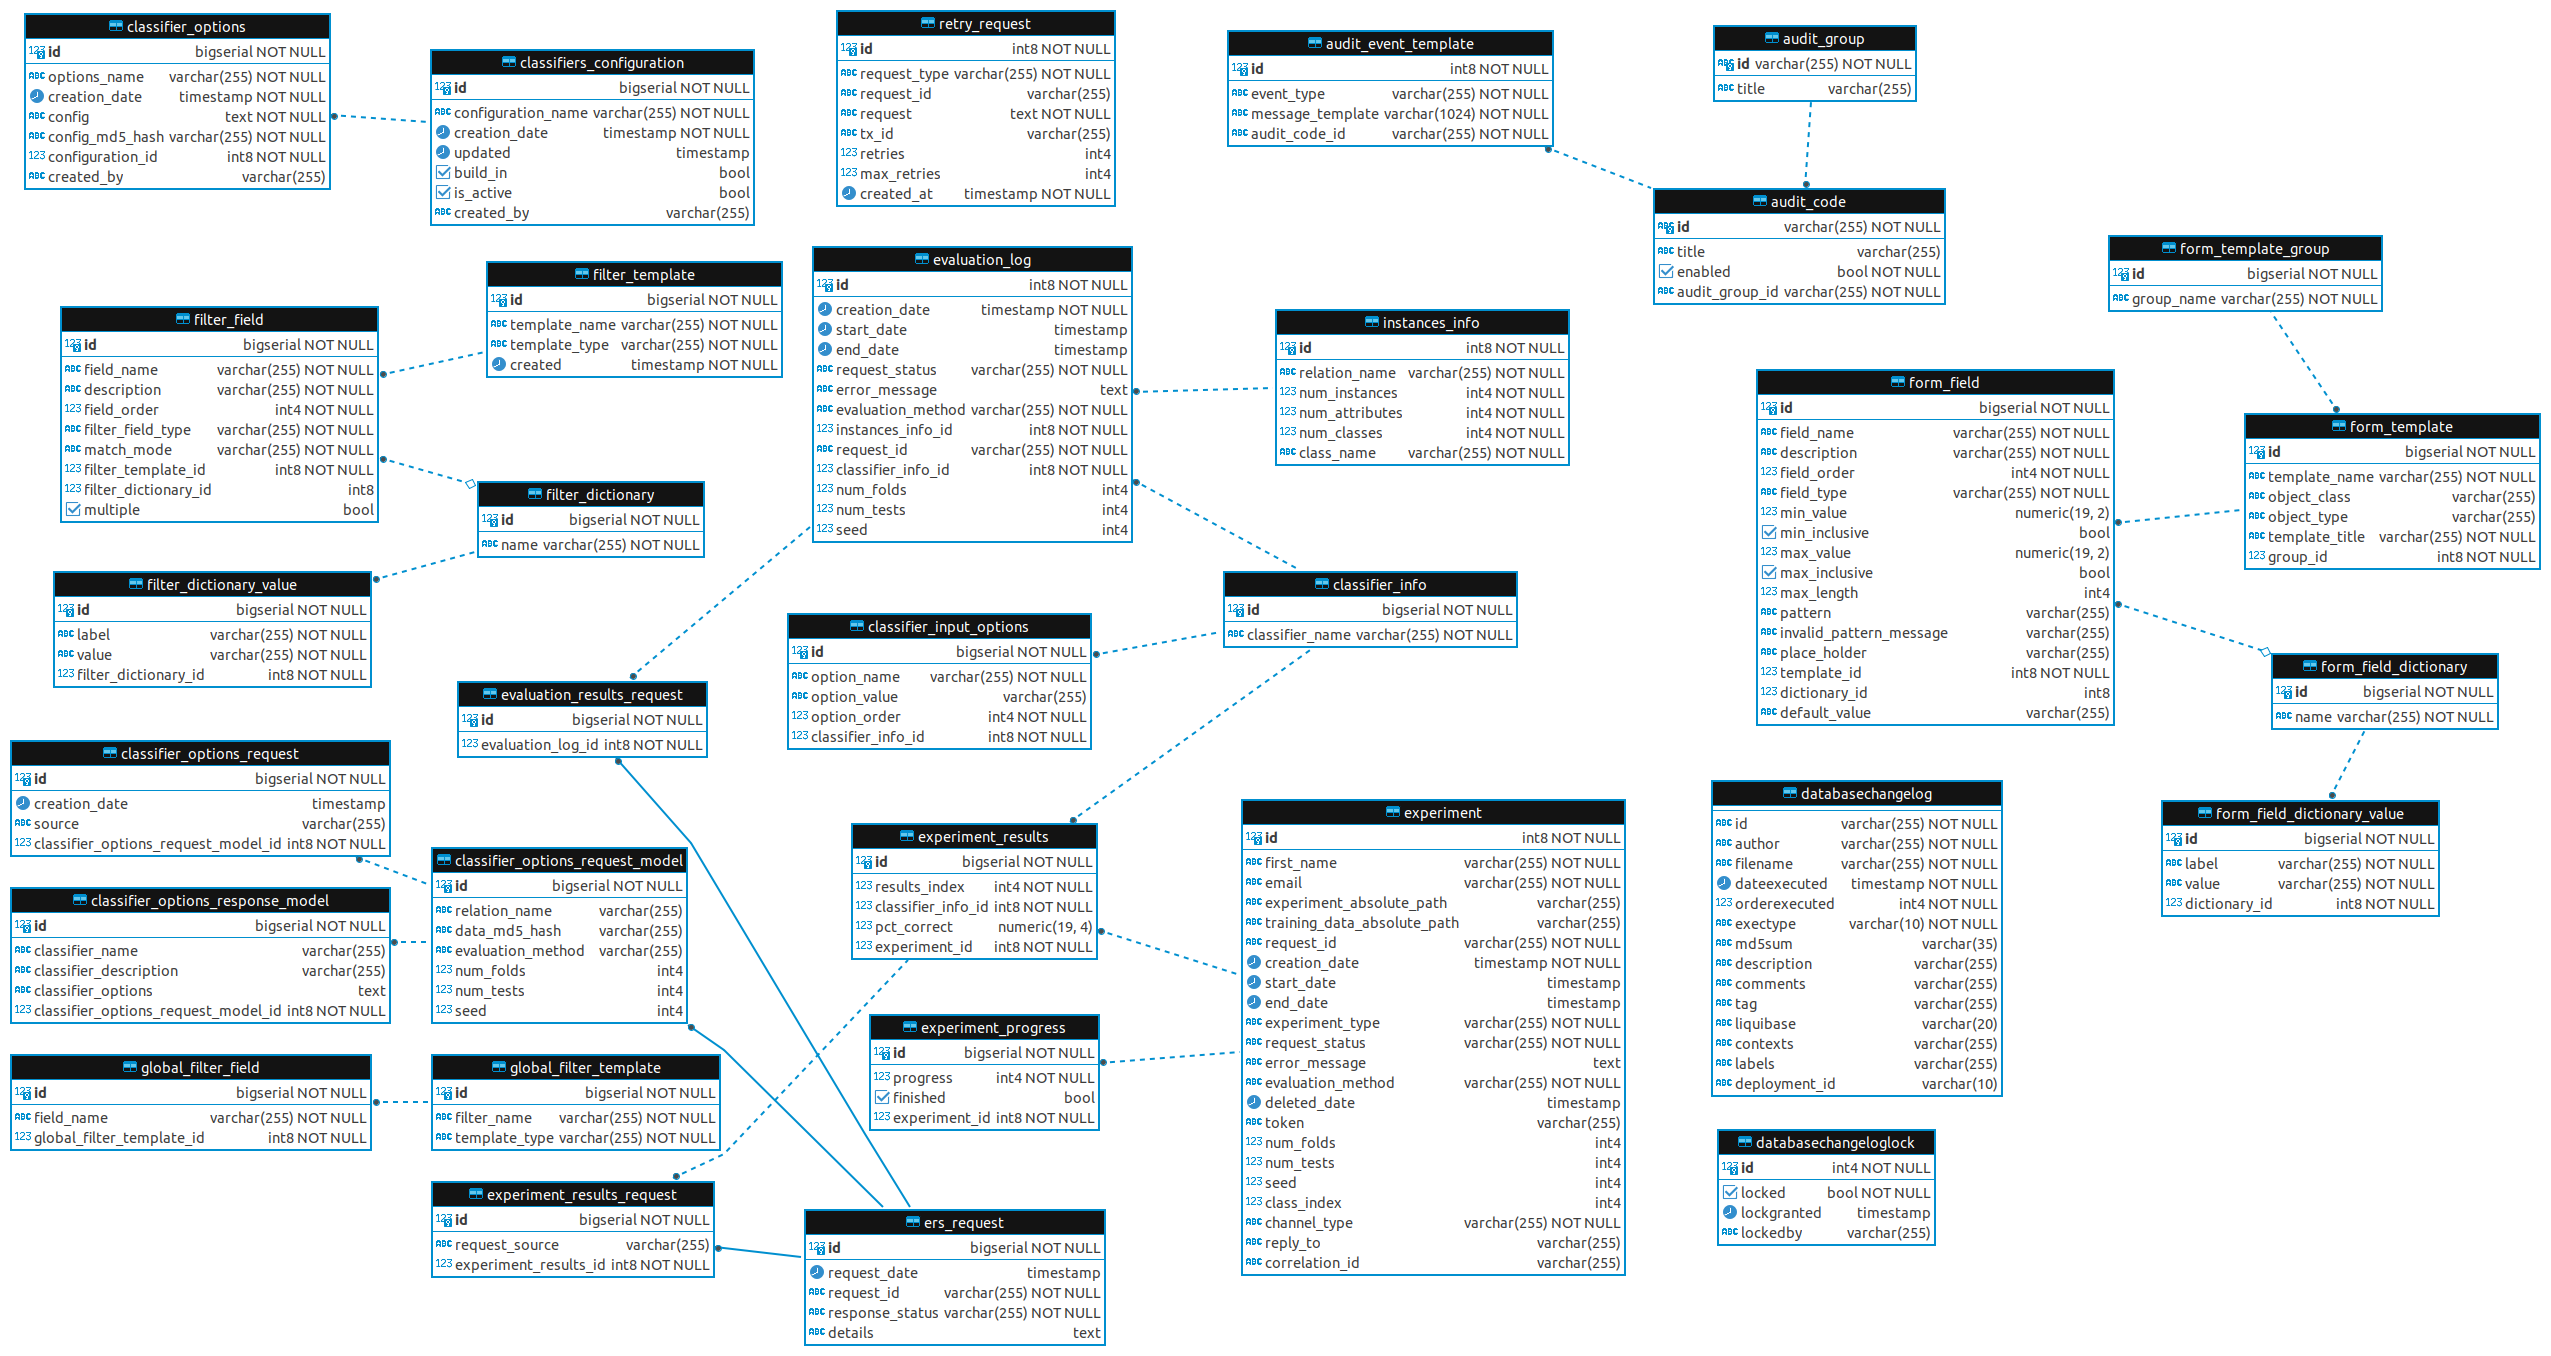 classifier_options
id bigserial NOT NULL
options_name varchar(255) NOT NULL
creation_date timestamp NOT NULL
config text NOT NULL
config_md5_hash varchar(255) NOT NULL
configuration_id int8 NOT NULL
created_by varchar(255)
classifiers_configuration
id bigserial NOT NULL
configuration_name varchar(255) NOT NULL
creation_date timestamp NOT NULL
updated timestamp
build_in bool
is_active bool
created_by varchar(255)
retry_request
id int8 NOT NULL
request_type varchar(255) NOT NULL
request_id varchar(255)
request text NOT NULL
tx_id varchar(255)
retries int4
max_retries int4
created_at timestamp NOT NULL
audit_event_template
id int8 NOT NULL
event_type varchar(255) NOT NULL
message_template varchar(1024) NOT NULL
audit_code_id varchar(255) NOT NULL
audit_group
id varchar(255) NOT NULL
title varchar(255)
audit_code
id varchar(255) NOT NULL
title varchar(255)
enabled bool NOT NULL
audit_group_id varchar(255) NOT NULL
form_template_group
id bigserial NOT NULL
group_name varchar(255) NOT NULL
filter_field
id bigserial NOT NULL
field_name varchar(255) NOT NULL
description varchar(255) NOT NULL
field_order int4 NOT NULL
filter_field_type varchar(255) NOT NULL
match_mode varchar(255) NOT NULL
filter_template_id int8 NOT NULL
filter_dictionary_id int8
multiple bool
filter_template
id bigserial NOT NULL
template_name varchar(255) NOT NULL
template_type varchar(255) NOT NULL
created timestamp NOT NULL
evaluation_log
id int8 NOT NULL
creation_date timestamp NOT NULL
start_date timestamp
end_date timestamp
request_status varchar(255) NOT NULL
error_message text
evaluation_method varchar(255) NOT NULL
instances_info_id int8 NOT NULL
request_id varchar(255) NOT NULL
classifier_info_id int8 NOT NULL
num_folds int4
num_tests int4
seed int4
instances_info
id int8 NOT NULL
relation_name varchar(255) NOT NULL
num_instances int4 NOT NULL
num_attributes int4 NOT NULL
num_classes int4 NOT NULL
class_name varchar(255) NOT NULL
form_field
id bigserial NOT NULL
field_name varchar(255) NOT NULL
description varchar(255) NOT NULL
field_order int4 NOT NULL
field_type varchar(255) NOT NULL
min_value numeric(19, 2)
min_inclusive bool
max_value numeric(19, 2)
max_inclusive bool
max_length int4
pattern varchar(255)
invalid_pattern_message varchar(255)
place_holder varchar(255)
template_id int8 NOT NULL
dictionary_id int8
default_value varchar(255)
form_template
id bigserial NOT NULL
template_name varchar(255) NOT NULL
object_class varchar(255)
object_type varchar(255)
template_title varchar(255) NOT NULL
group_id int8 NOT NULL
filter_dictionary
id bigserial NOT NULL
name varchar(255) NOT NULL
filter_dictionary_value
id bigserial NOT NULL
label varchar(255) NOT NULL
value varchar(255) NOT NULL
filter_dictionary_id int8 NOT NULL
classifier_info
id bigserial NOT NULL
classifier_name varchar(255) NOT NULL
classifier_input_options
id bigserial NOT NULL
option_name varchar(255) NOT NULL
option_value varchar(255)
option_order int4 NOT NULL
classifier_info_id int8 NOT NULL
evaluation_results_request
id bigserial NOT NULL
evaluation_log_id int8 NOT NULL
form_field_dictionary
id bigserial NOT NULL
name varchar(255) NOT NULL
classifier_options_request
id bigserial NOT NULL
creation_date timestamp
source varchar(255)
classifier_options_request_model_id int8 NOT NULL
classifier_options_request_model
id bigserial NOT NULL
relation_name varchar(255)
data_md5_hash varchar(255)
evaluation_method varchar(255)
num_folds int4
num_tests int4
seed int4
classifier_options_response_model
id bigserial NOT NULL
classifier_name varchar(255)
classifier_description varchar(255)
classifier_options text
classifier_options_request_model_id int8 NOT NULL
experiment_results
id bigserial NOT NULL
results_index int4 NOT NULL
classifier_info_id int8 NOT NULL
pct_correct numeric(19, 4)
experiment_id int8 NOT NULL
experiment
id int8 NOT NULL
first_name varchar(255) NOT NULL
email varchar(255) NOT NULL
experiment_absolute_path varchar(255)
training_data_absolute_path varchar(255)
request_id varchar(255) NOT NULL
creation_date timestamp NOT NULL
start_date timestamp
end_date timestamp
experiment_type varchar(255) NOT NULL
request_status varchar(255) NOT NULL
error_message text
evaluation_method varchar(255) NOT NULL
deleted_date timestamp
token varchar(255)
num_folds int4
num_tests int4
seed int4
class_index int4
channel_type varchar(255) NOT NULL
reply_to varchar(255)
correlation_id varchar(255)
databasechangelog
id varchar(255) NOT NULL
author varchar(255) NOT NULL
filename varchar(255) NOT NULL
dateexecuted timestamp NOT NULL
orderexecuted int4 NOT NULL
exectype varchar(10) NOT NULL
md5sum varchar(35)
description varchar(255)
comments varchar(255)
tag varchar(255)
liquibase varchar(20)
contexts varchar(255)
labels varchar(255)
deployment_id varchar(10)
form_field_dictionary_value
id bigserial NOT NULL
label varchar(255) NOT NULL
value varchar(255) NOT NULL
dictionary_id int8 NOT NULL
experiment_progress
id bigserial NOT NULL
progress int4 NOT NULL
finished bool
experiment_id int8 NOT NULL
global_filter_field
id bigserial NOT NULL
field_name varchar(255) NOT NULL
global_filter_template_id int8 NOT NULL
global_filter_template
id bigserial NOT NULL
filter_name varchar(255) NOT NULL
template_type varchar(255) NOT NULL
databasechangeloglock
id int4 NOT NULL
locked bool NOT NULL
lockgranted timestamp
lockedby varchar(255)
experiment_results_request
id bigserial NOT NULL
request_source varchar(255)
experiment_results_id int8 NOT NULL
ers_request
id bigserial NOT NULL
request_date timestamp
request_id varchar(255) NOT NULL
response_status varchar(255) NOT NULL
details text